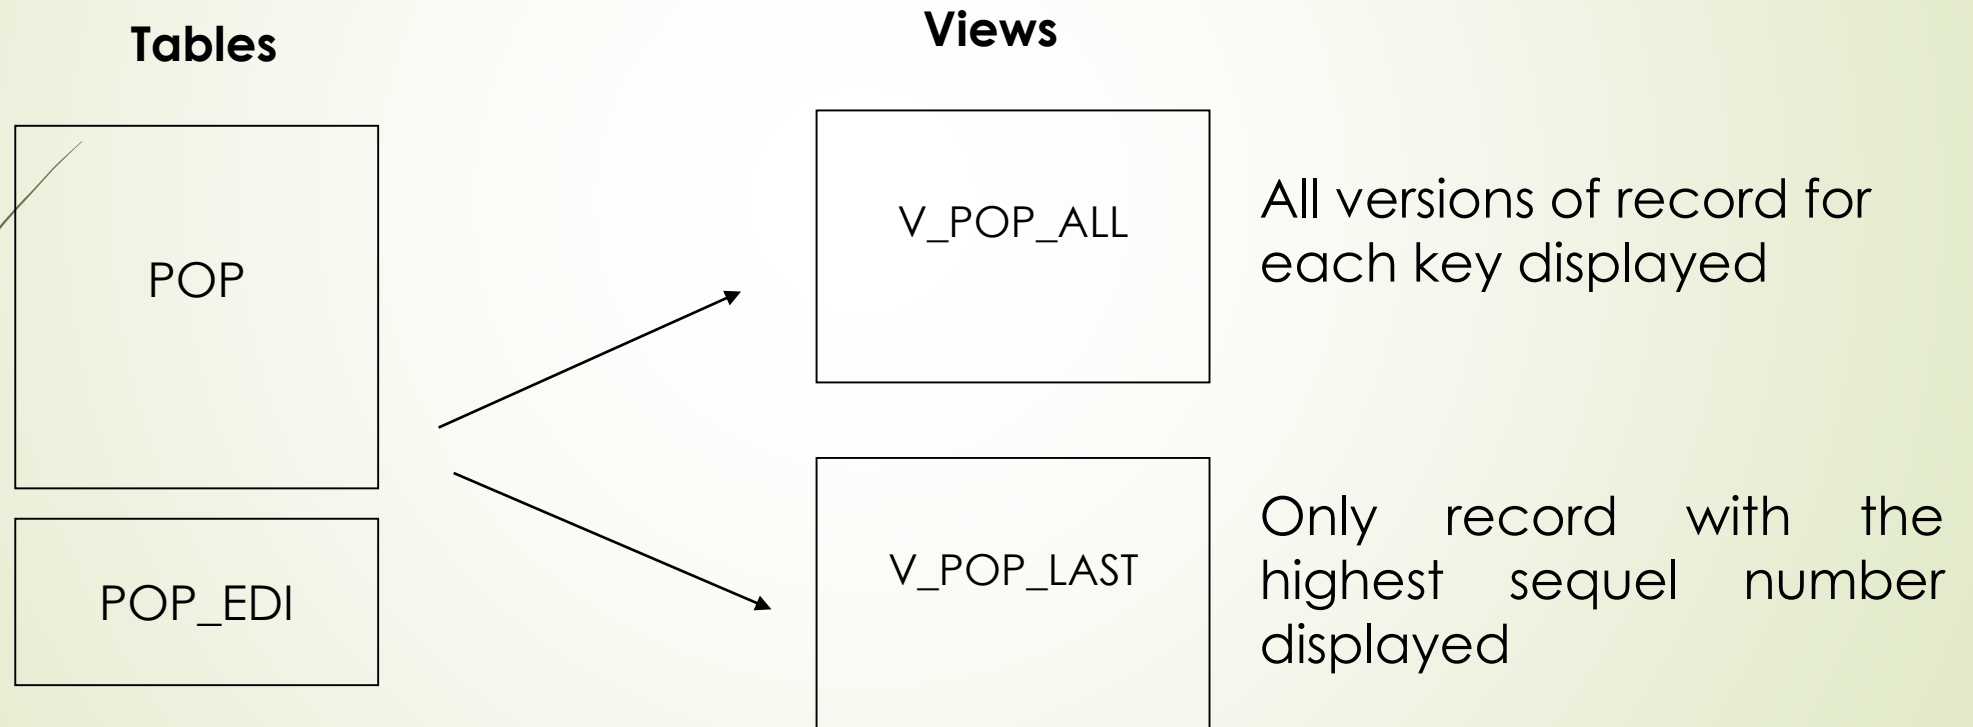 Tables
Views
POP
POP_EDI
V_POP_ALL
All versions of record for
each key displayed
V_POP_LAST
Only record with the
highest sequel number
displayed